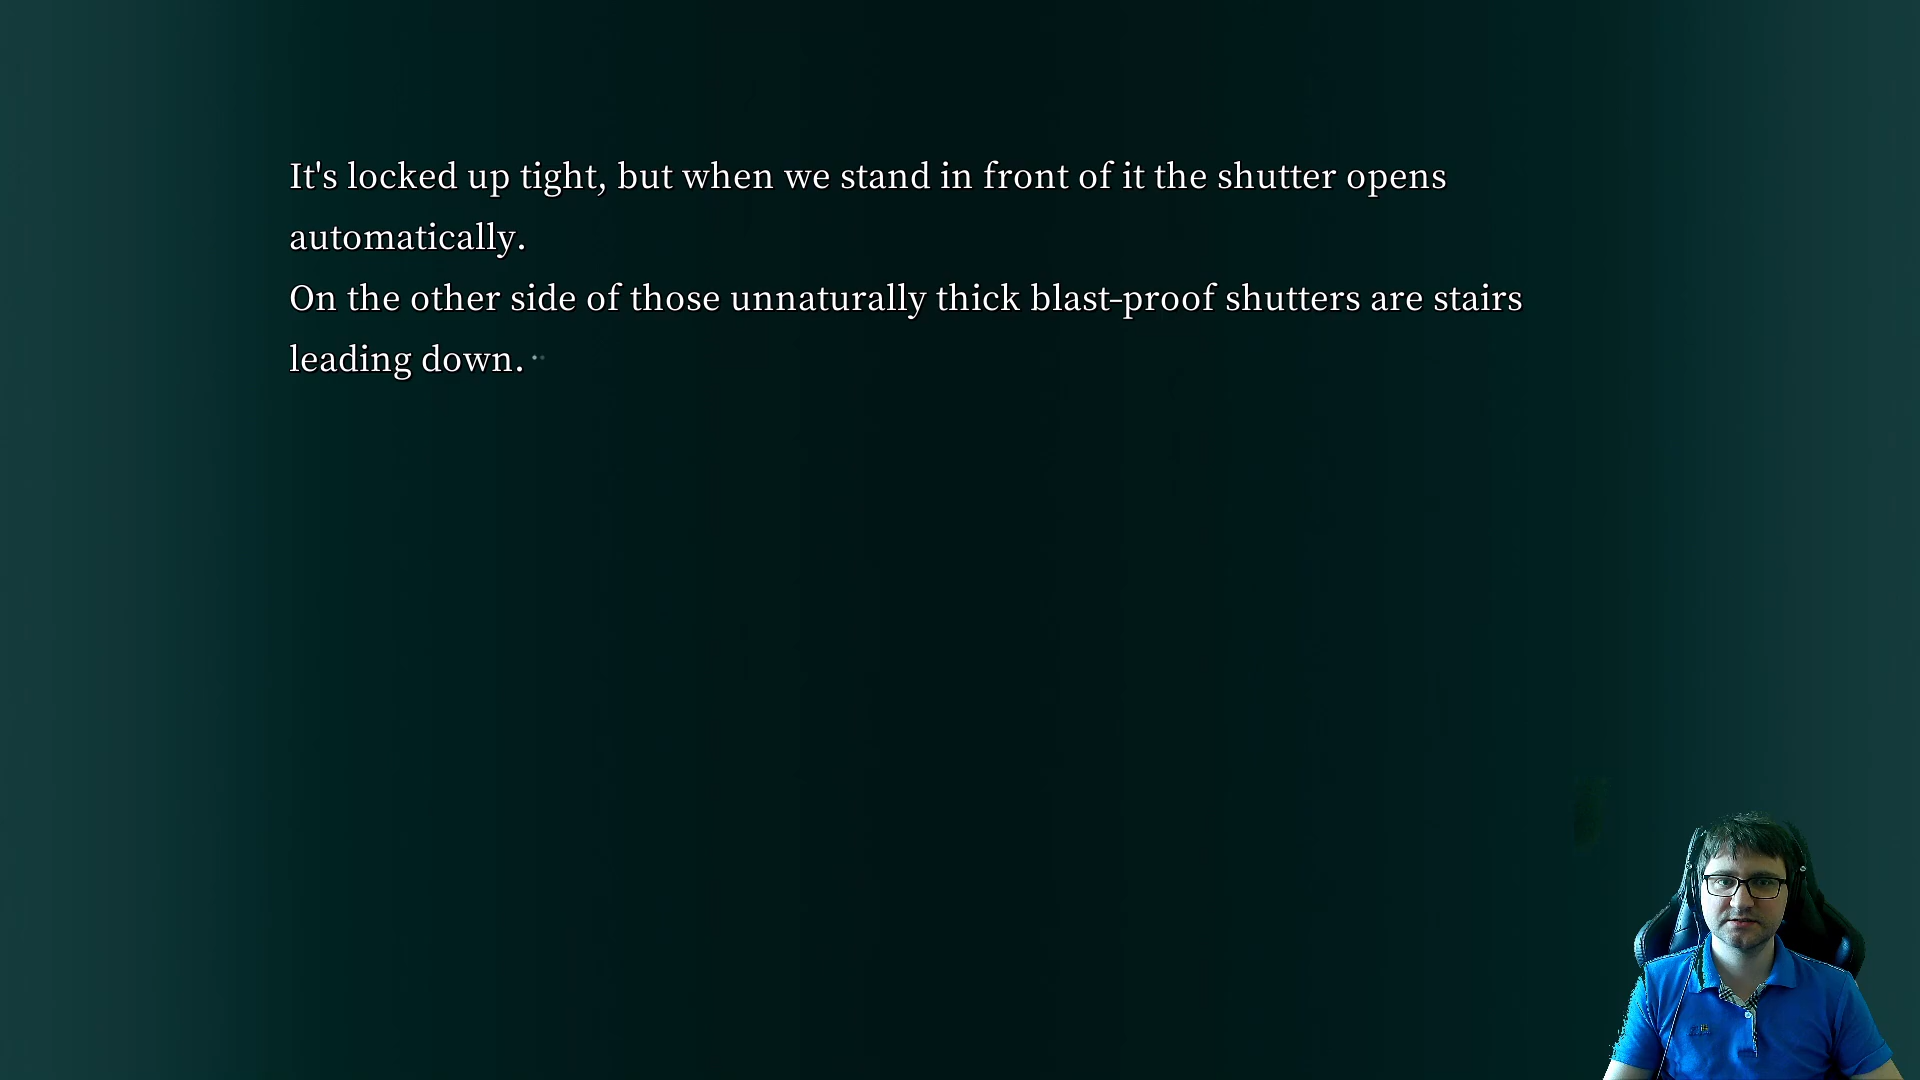 It's locked up tight, but when we stand in front of it the shutter opens
automatically.
On the other side of those unnaturally thick blast-proof shutters are stairs
leading down.